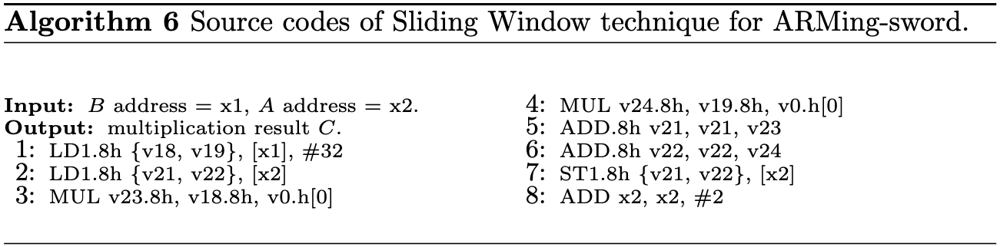 Algorithm 6 Source codes of Sliding Window technique for ARMing-sword.
Input: B address = x1, A address = x2.
Output: multiplication result C.
1: LD1.8h {v18, v19}, [x1], #32
2: LD1.8h {v21, v22}, [x2]
3: MUL v23.8h, v18.8h, v0.h[0]
4: MUL v24.8h, v19.8h, v0.h[0]
5: ADD.8h v21, v21, v23
6: ADD.8h v22, v22, v24
7: ST1.8h {v21, v22}, [x2]
8: ADD x2, x2, #2